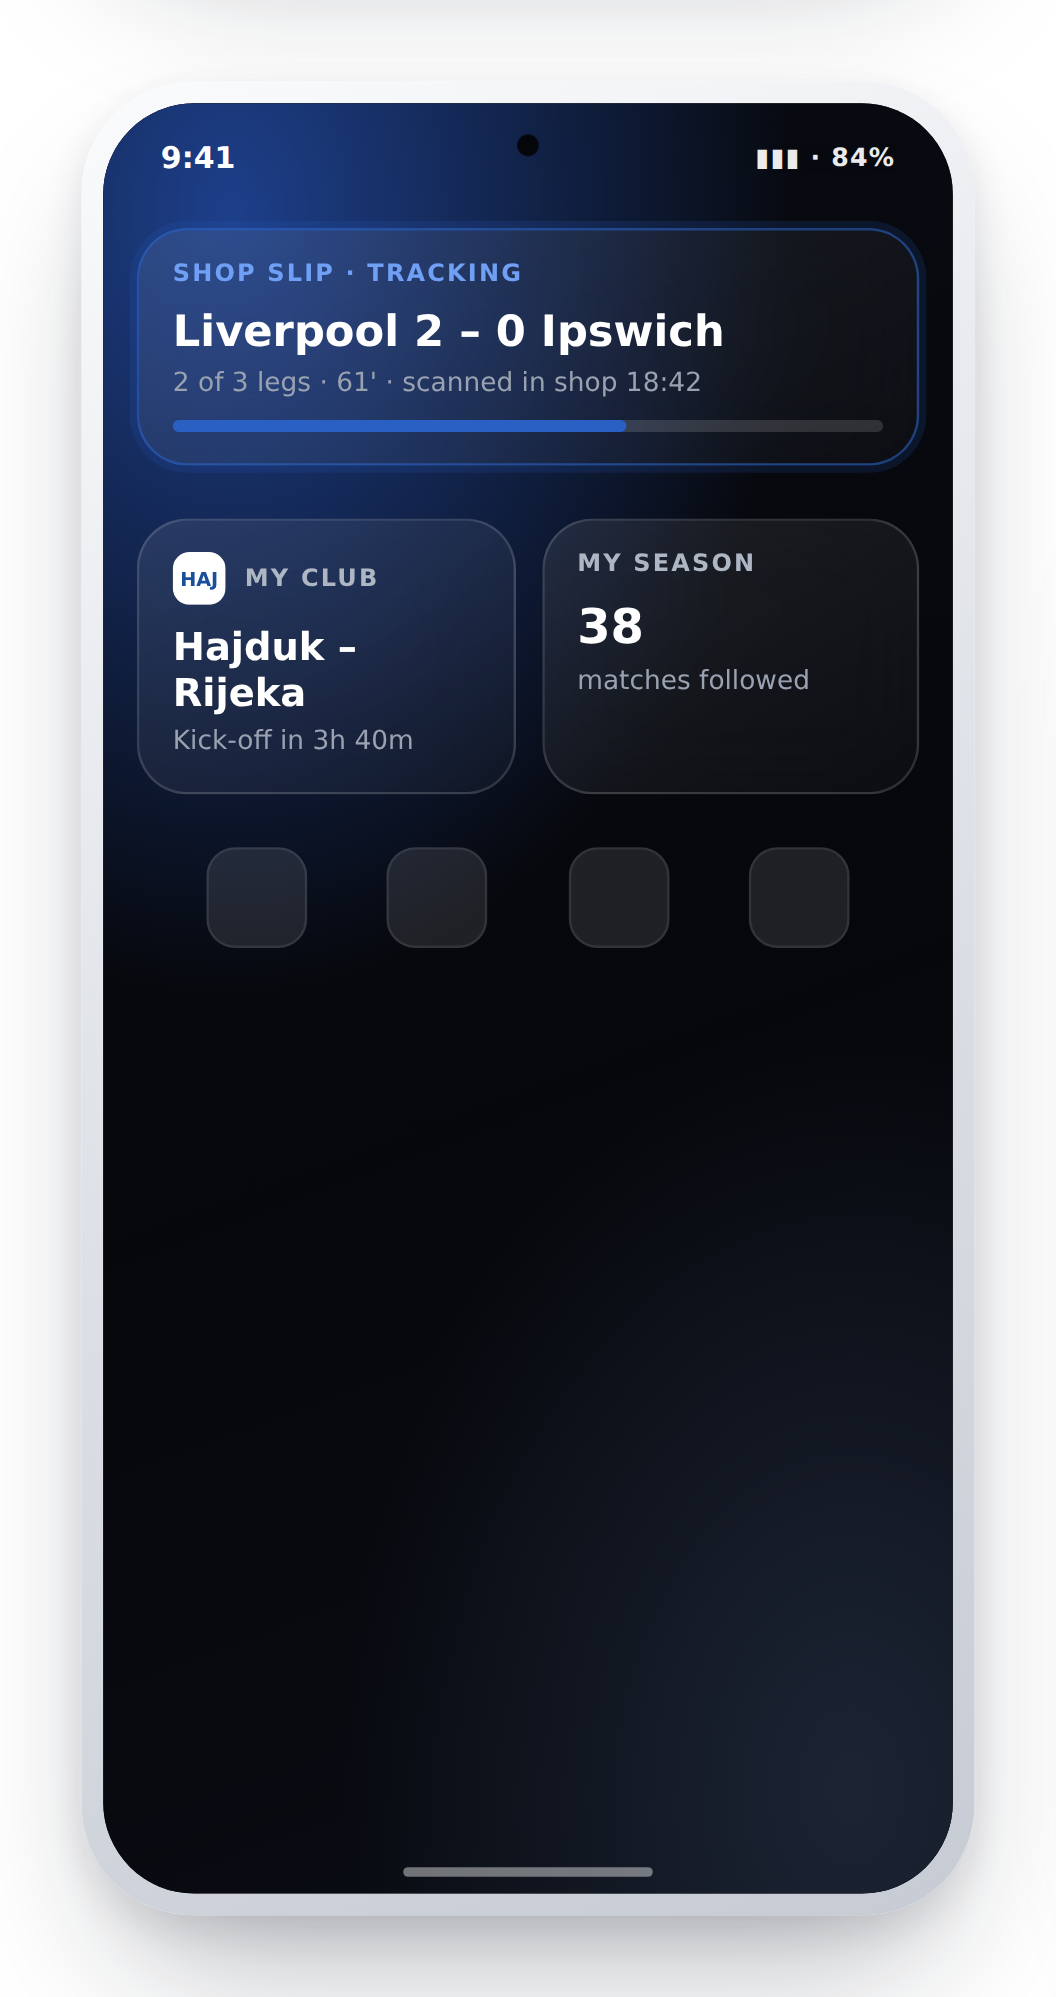 9:41
▮▮▮ · 84%
SHOP SLIP · TRACKING
Liverpool 2 – 0 Ipswich
2 of 3 legs · 61' · scanned in shop 18:42
HAJ MY CLUB
Hajduk –
Rijeka
Kick-off in 3h 40m
MY SEASON
38
matches followed